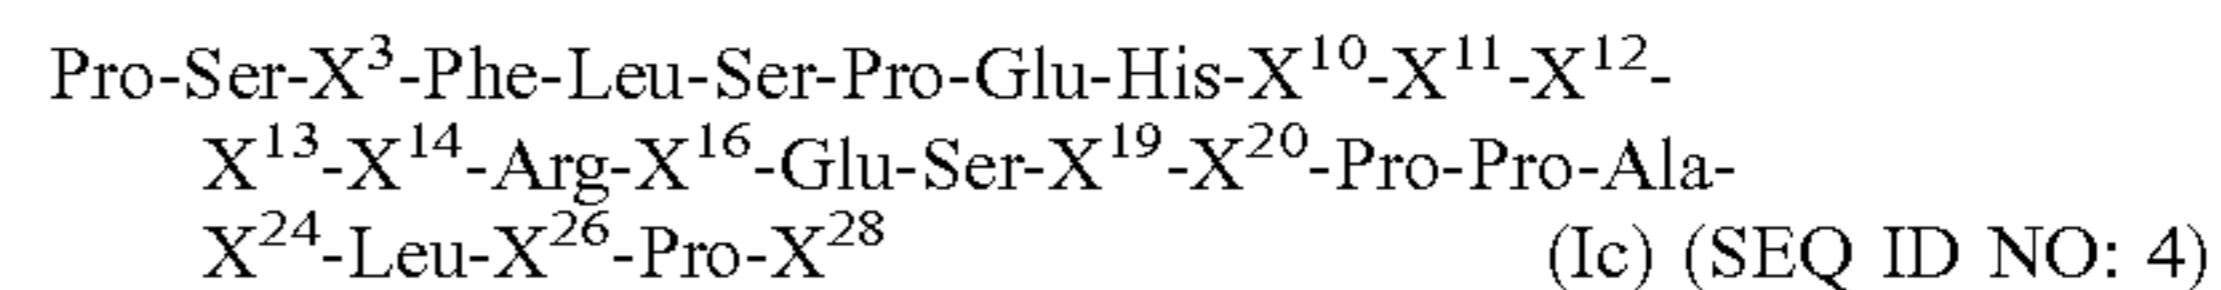 Pro-Ser-X³-Phe-Leu-Ser-Pro-Glu-His-X¹⁰-X¹¹-X¹²-
X¹³-X¹⁴-Arg-X¹⁶-Glu-Ser-X¹⁹-X²⁰-Pro-Pro-Ala-
X²⁴-Leu-X²⁶-Pro-X²⁸ (Ic) (SEQ ID NO: 4)